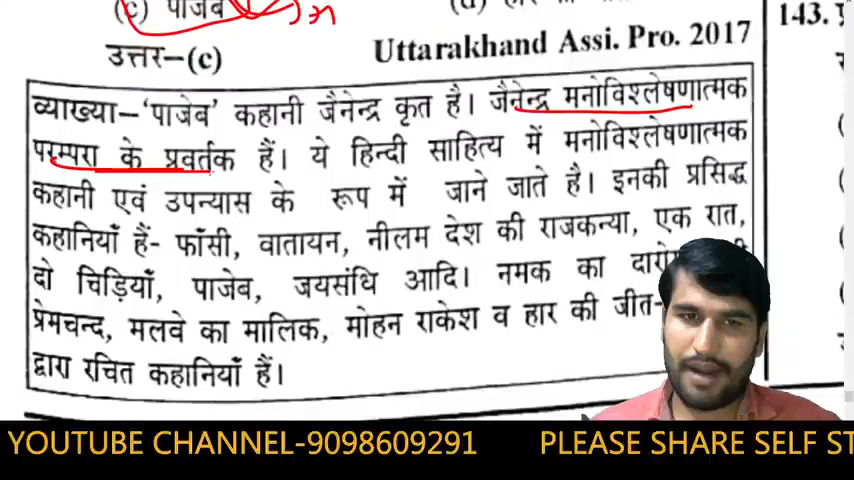 (c) पाजेब
उत्तर–(c)
Uttarakhand Assi. Pro. 2017
143.
व्याख्या–‘पाजेब’ कहानी जैनेन्द्र कृत है। जैनेन्द्र मनोविश्लेषणात्मक
परम्परा के प्रवर्तक हैं। ये हिन्दी साहित्य में मनोविश्लेषणात्मक
कहानी एवं उपन्यास के रूप में जाने जाते है। इनकी प्रसिद्ध
कहानियाँ हैं- फाँसी, वातायन, नीलम देश की राजकन्या, एक रात,
दो चिड़ियाँ, पाजेब, जयसंधि आदि। नमक का
प्रेमचन्द, मलवे का मालिक, मोहन राकेश व हार की जीत-
द्वारा रचित कहानियाँ हैं।
YOUTUBE CHANNEL-9098609291 PLEASE SHARE SELF ST